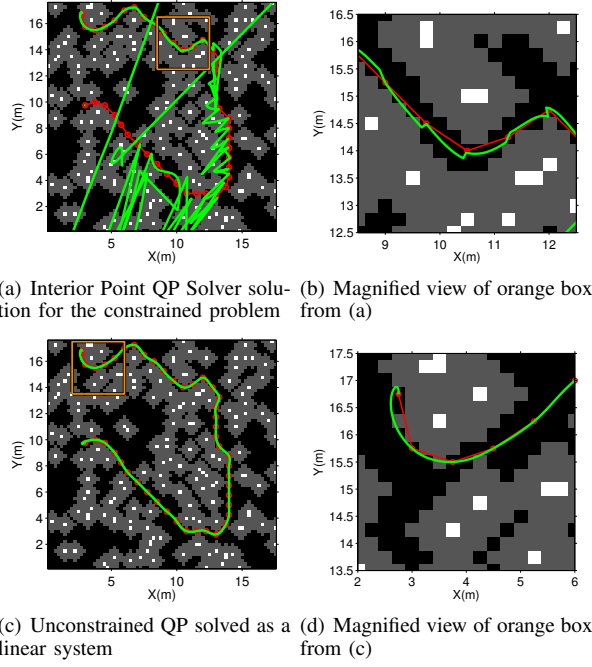 16
14
12
10
8
6
4
2
Y(m)
5 10 15
X(m)
16.5
16
15.5
15
14.5
14
13.5
13
12.5
Y(m)
9 10 11 12
X(m)
(a) Interior Point QP Solver solu-
tion for the constrained problem
(b) Magnified view of orange box
from (a)
16
14
12
10
8
6
4
2
Y(m)
5 10 15
X(m)
17.5
17
16.5
16
15.5
15
14.5
14
13.5
Y(m)
2 3 4 5 6
X(m)
(c) Unconstrained QP solved as a
linear system
(d) Magnified view of orange box
from (c)